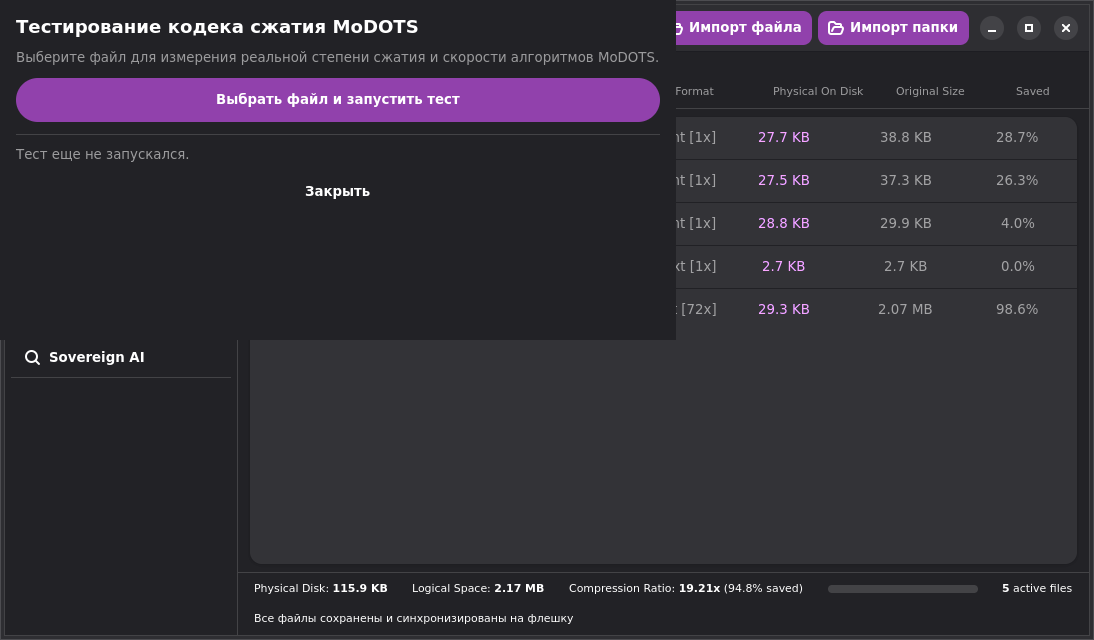 Тестирование кодека сжатия MoDOTS
Выберите файл для измерения реальной степени сжатия и скорости алгоритмов MoDOTS.
Выбрать файл и запустить тест
Тест еще не запускался.
Закрыть
Импорт файла Импорт папки
Format Physical On Disk Original Size Saved
[1x] 27.7 KB 38.8 KB 28.7%
[1x] 27.5 KB 37.3 KB 26.3%
[1x] 28.8 KB 29.9 KB 4.0%
[1x] 2.7 KB 2.7 KB 0.0%
[72x] 29.3 KB 2.07 MB 98.6%
Sovereign AI
Physical Disk: 115.9 KB Logical Space: 2.17 MB Compression Ratio: 19.21x (94.8% saved) 5 active files
Все файлы сохранены и синхронизированы на флешку